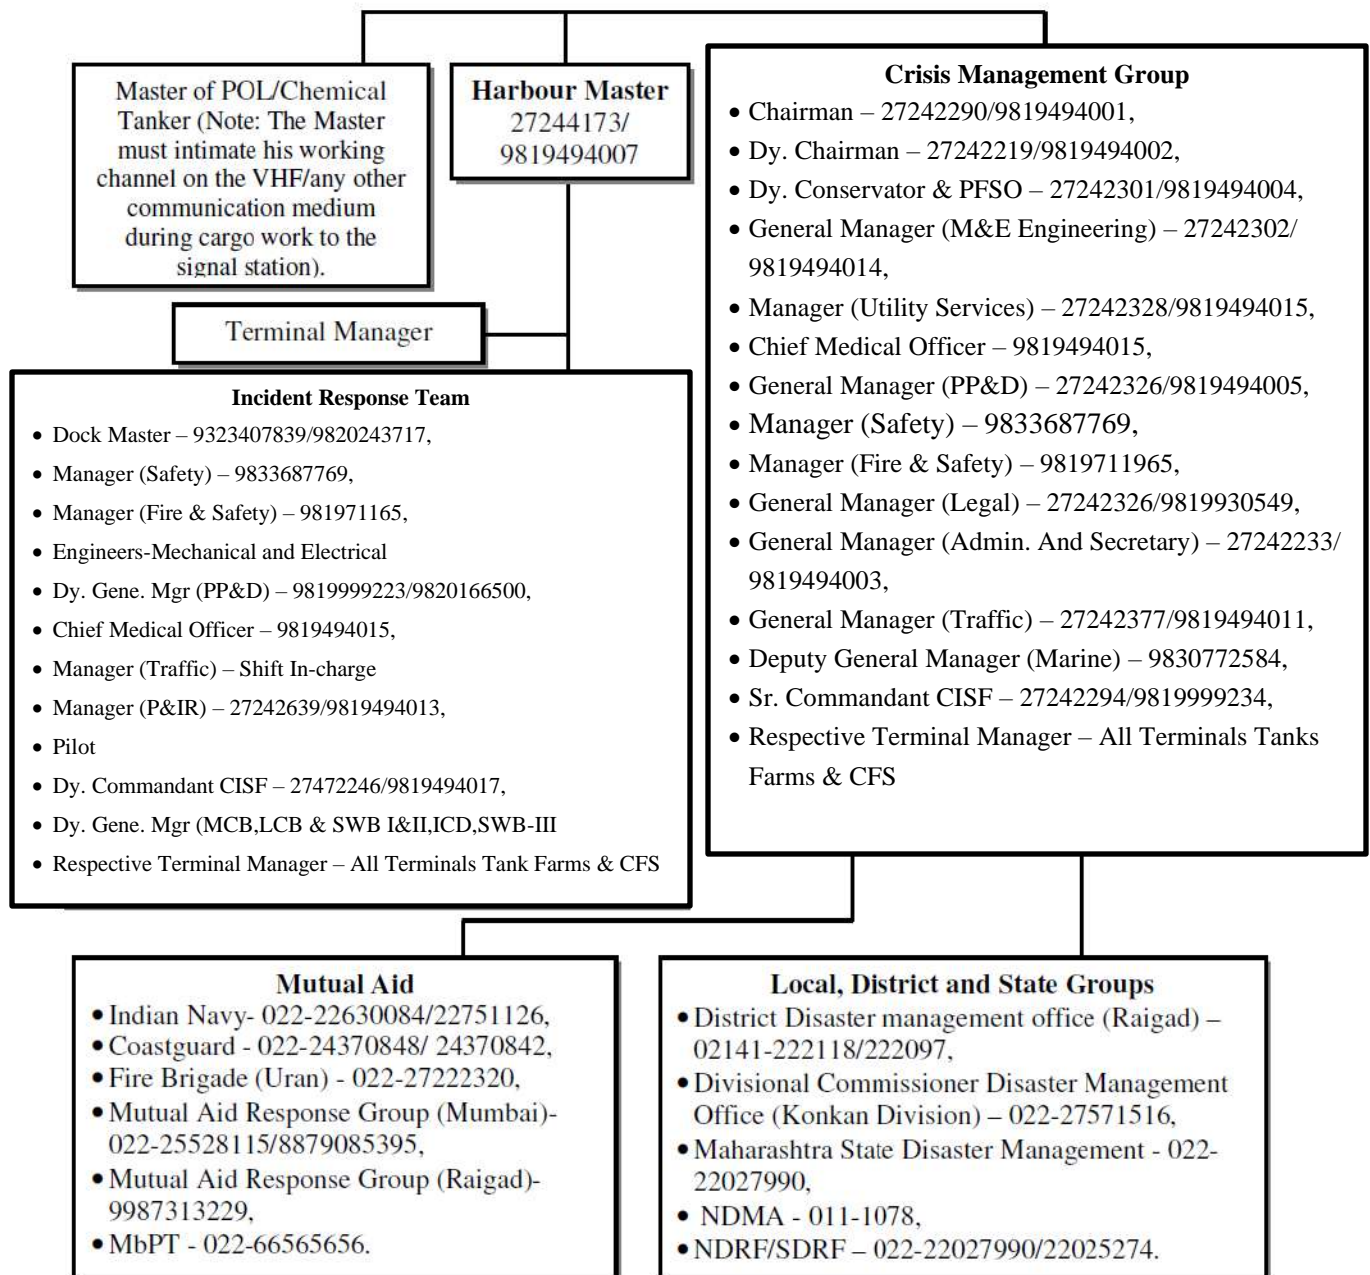 Master of POL/Chemical
Tanker (Note: The Master
must intimate his working
channel on the VHF/any other
communication medium
during cargo work to the
signal station).
Harbour Master
27244173/
9819494007
Crisis Management Group
• Chairman – 27242290/9819494001,
• Dy. Chairman – 27242219/9819494002,
• Dy. Conservator & PFSO – 27242301/9819494004,
• General Manager (M&E Engineering) – 27242302/
9819494014,
• Manager (Utility Services) – 27242328/9819494015,
• Chief Medical Officer – 9819494015,
• General Manager (PP&D) – 27242326/9819494005,
• Manager (Safety) – 9833687769,
• Manager (Fire & Safety) – 9819711965,
• General Manager (Legal) – 27242326/9819930549,
• General Manager (Admin. And Secretary) – 27242233/
9819494003,
• General Manager (Traffic) – 27242377/9819494011,
• Deputy General Manager (Marine) – 9830772584,
• Sr. Commandant CISF – 27242294/9819999234,
• Respective Terminal Manager – All Terminals Tanks
Farms & CFS
Terminal Manager
Incident Response Team
• Dock Master – 9323407839/9820243717,
• Manager (Safety) – 9833687769,
• Manager (Fire & Safety) – 981971165,
• Engineers-Mechanical and Electrical
• Dy. Gene. Mgr (PP&D) – 9819999223/9820166500,
• Chief Medical Officer – 9819494015,
• Manager (Traffic) – Shift In-charge
• Manager (P&IR) – 27242639/9819494013,
• Pilot
• Dy. Commandant CISF – 27472246/9819494017,
• Dy. Gene. Mgr (MCB,LCB & SWB I&II,ICD,SWB-III
• Respective Terminal Manager – All Terminals Tank Farms & CFS
Mutual Aid
• Indian Navy- 022-22630084/22751126,
• Coastguard - 022-24370848/ 24370842,
• Fire Brigade (Uran) - 022-27222320,
• Mutual Aid Response Group (Mumbai)-
022-25528115/8879085395,
• Mutual Aid Response Group (Raigad)-
9987313229,
• MbPT - 022-66565656.
Local, District and State Groups
• District Disaster management office (Raigad) –
02141-222118/222097,
• Divisional Commissioner Disaster Management
Office (Konkan Division) – 022-27571516,
• Maharashtra State Disaster Management - 022-
22027990,
• NDMA - 011-1078,
• NDRF/SDRF – 022-22027990/22025274.